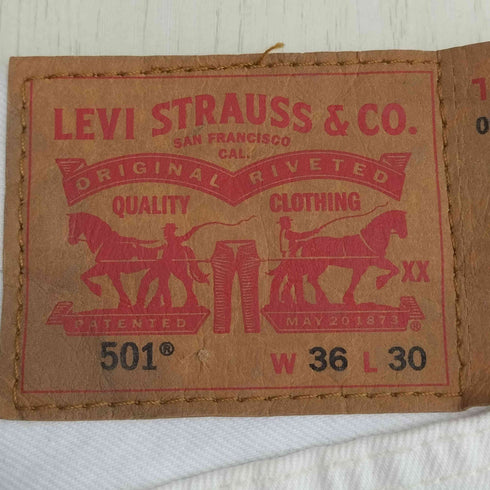 LEVI STRAUSS & CO.
SAN FRANCISCO
CAL.
ORIGINAL RIVETED
QUALITY CLOTHING
XX
PATENTED MAY 20 1873 ®
501® W 36 L 30